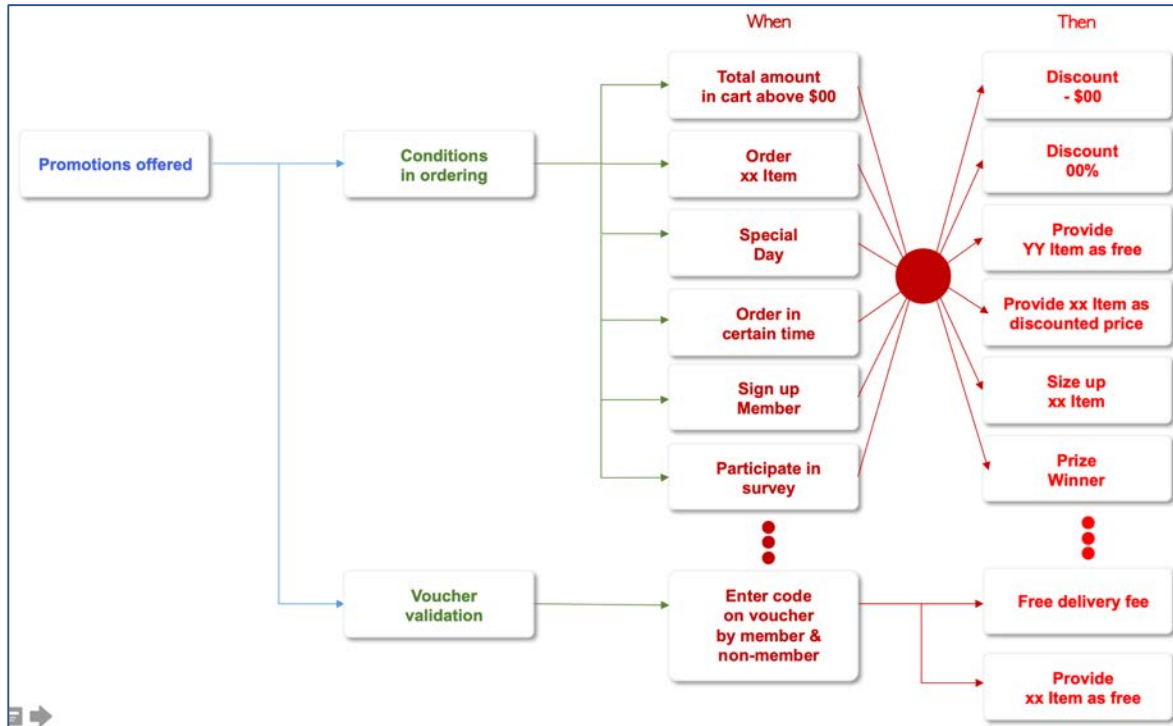 When
Then
Promotions offered
Conditions
in ordering
Total amount
in cart above $00
Order
xx Item
Special
Day
Order in
certain time
Sign up
Member
Participate in
survey
Discount
- $00
Discount
00%
Provide
YY Item as free
Provide xx Item as
discounted price
Size up
xx Item
Prize
Winner
Voucher
validation
Enter code
on voucher
by member &
non-member
Free delivery fee
Provide
xx Item as free